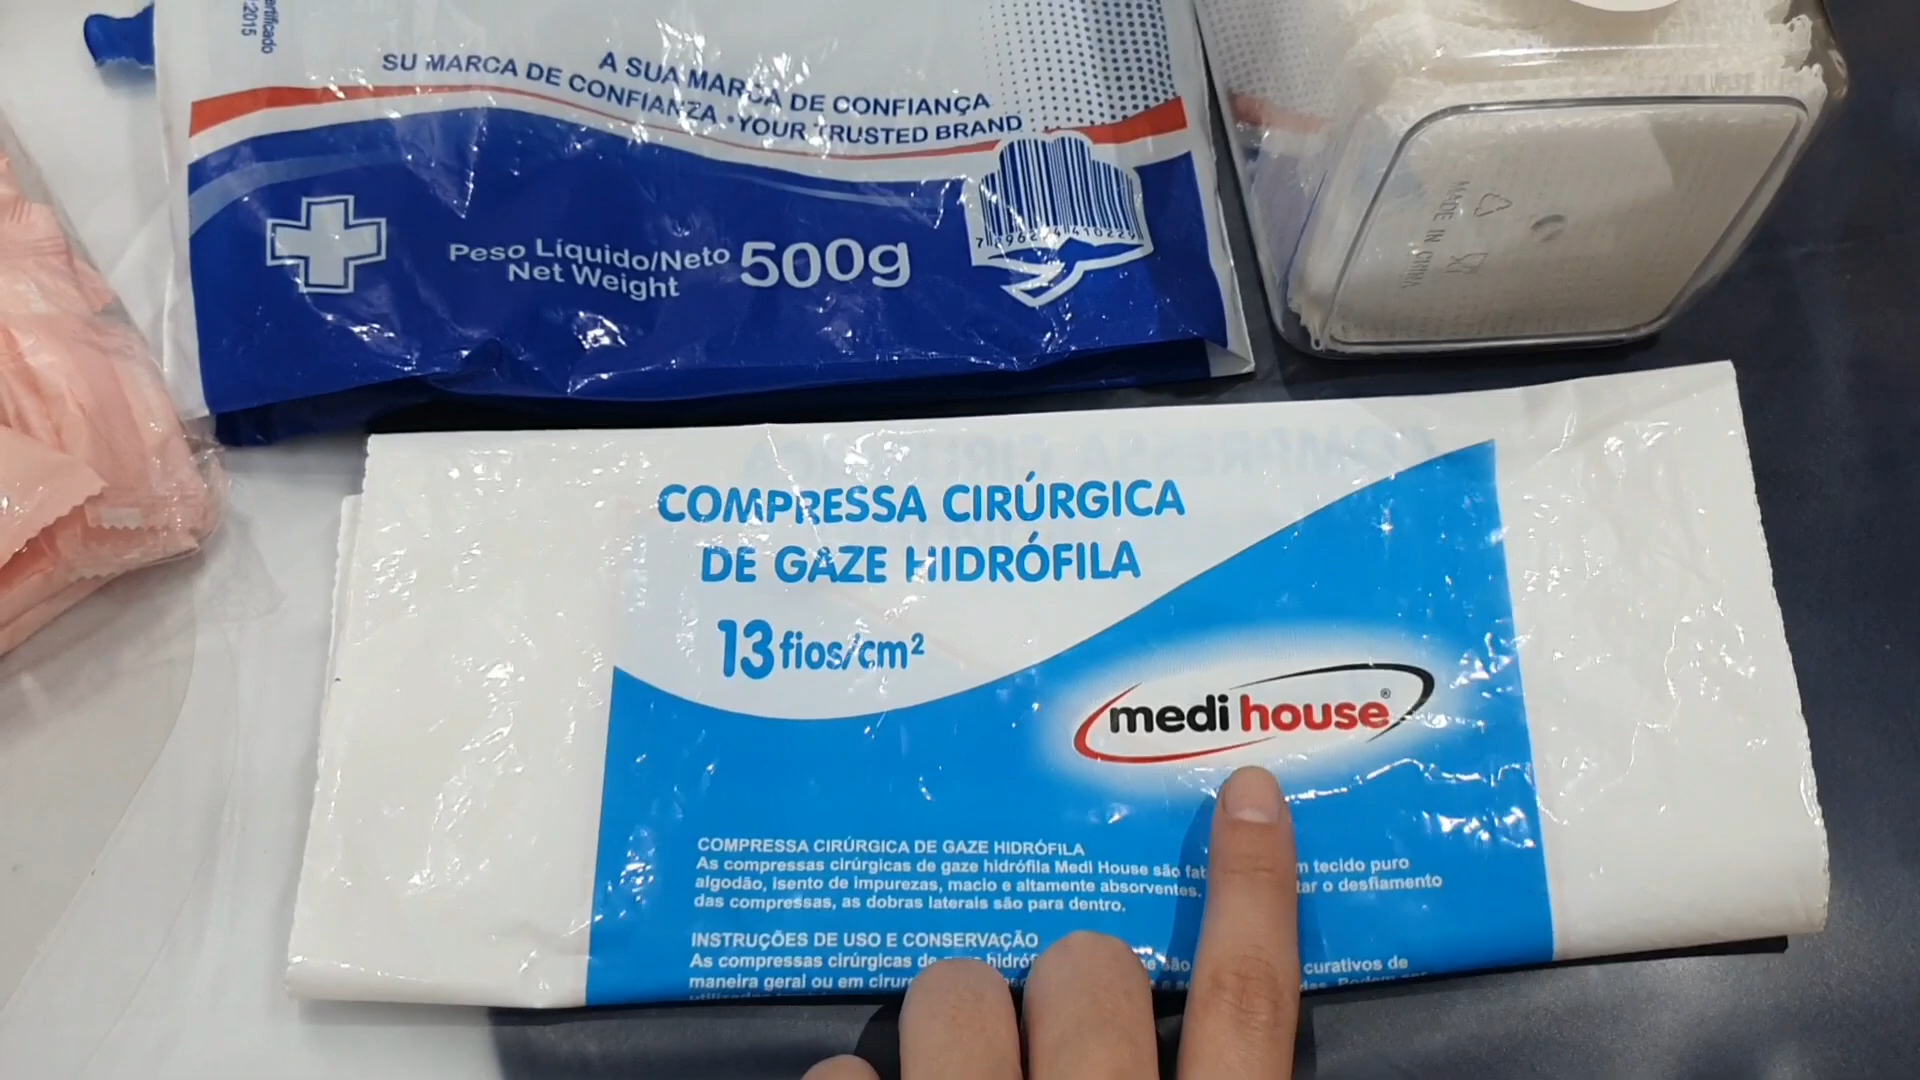 A SUA MARCA DE CONFIANÇA
SU MARCA DE CONFIANZA • YOUR TRUSTED BRAND
Peso Líquido/Neto 500g
Net Weight
MADE IN CHINA
COMPRESSA CIRÚRGICA
DE GAZE HIDRÓFILA
13 fios/cm²
medi house®
COMPRESSA CIRÚRGICA DE GAZE HIDRÓFILA
As compressas cirúrgicas de gaze hidrófila Medi House são tecido puro
algodão, isento de impurezas, macio e altamente absorventes. o desfiamento
das compressas, as dobras laterais são para dentro.
INSTRUÇÕES DE USO E CONSERVAÇÃO
As compressas cirúrgicas são curativos de
maneira geral ou em